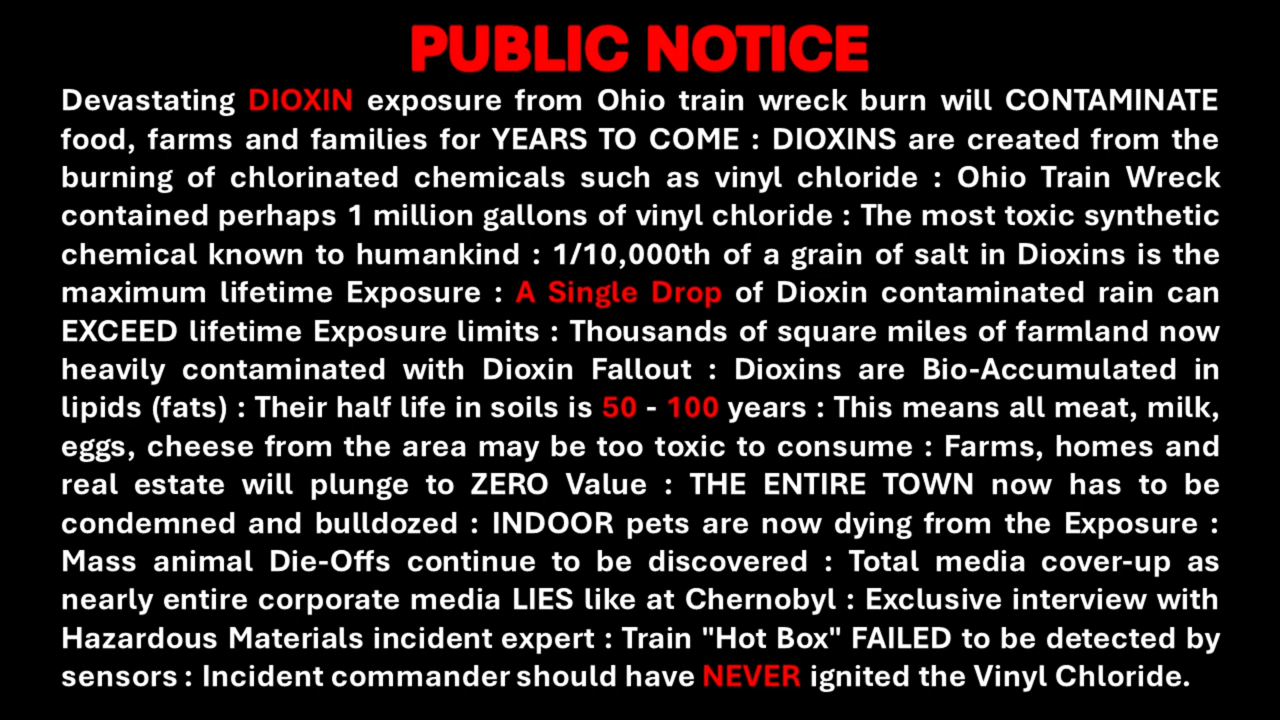 PUBLIC NOTICE
Devastating DIOXIN exposure from Ohio train wreck burn will CONTAMINATE
food, farms and families for YEARS TO COME : DIOXINS are created from the
burning of chlorinated chemicals such as vinyl chloride : Ohio Train Wreck
contained perhaps 1 million gallons of vinyl chloride : The most toxic synthetic
chemical known to humankind : 1/10,000th of a grain of salt in Dioxins is the
maximum lifetime Exposure : A Single Drop of Dioxin contaminated rain can
EXCEED lifetime Exposure limits : Thousands of square miles of farmland now
heavily contaminated with Dioxin Fallout : Dioxins are Bio-Accumulated in
lipids (fats) : Their half life in soils is 50 - 100 years : This means all meat, milk,
eggs, cheese from the area may be too toxic to consume : Farms, homes and
real estate will plunge to ZERO Value : THE ENTIRE TOWN now has to be
condemned and bulldozed : INDOOR pets are now dying from the Exposure :
Mass animal Die-Offs continue to be discovered : Total media cover-up as
nearly entire corporate media LIES like at Chernobyl : Exclusive interview with
Hazardous Materials incident expert : Train "Hot Box" FAILED to be detected by
sensors : Incident commander should have NEVER ignited the Vinyl Chloride.